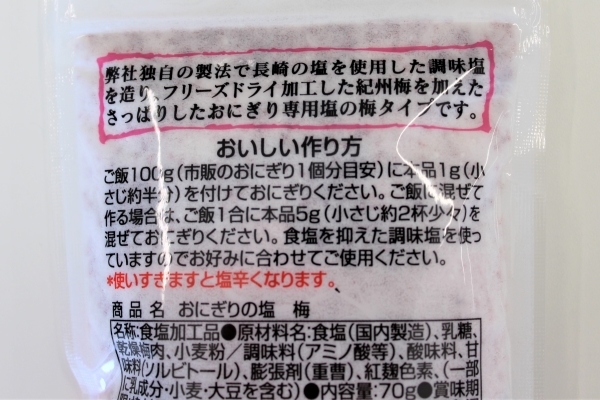 弊社独自の製法で長崎の塩を使用した調味塩
を造り、フリーズドライ加工した紀州梅を加えた
さっぱりしたおにぎり専用塩の梅タイプです。
おいしい作り方
ご飯100g(市販のおにぎり1個分目安)に本品1g(小
さじ約半分)を付けておにぎりください。ご飯に混ぜて
作る場合は、ご飯1合に本品5g(小さじ約2杯少々)を
混ぜておにぎりください。食塩を抑えた調味塩を使っ
ていますのでお好みに合わせてご使用ください。
*使いすぎますと塩辛くなります。
商品名 おにぎりの塩 梅
名称:食塩加工品●原材料名:食塩(国内製造)、乳糖、
乾燥梅肉、小麦粉/調味料(アミノ酸等)、酸味料、甘
味料(ソルビトール)、膨張剤(重曹)、紅麹色素、(一部
に乳成分・小麦・大豆を含む)●内容量:70g●賞味期